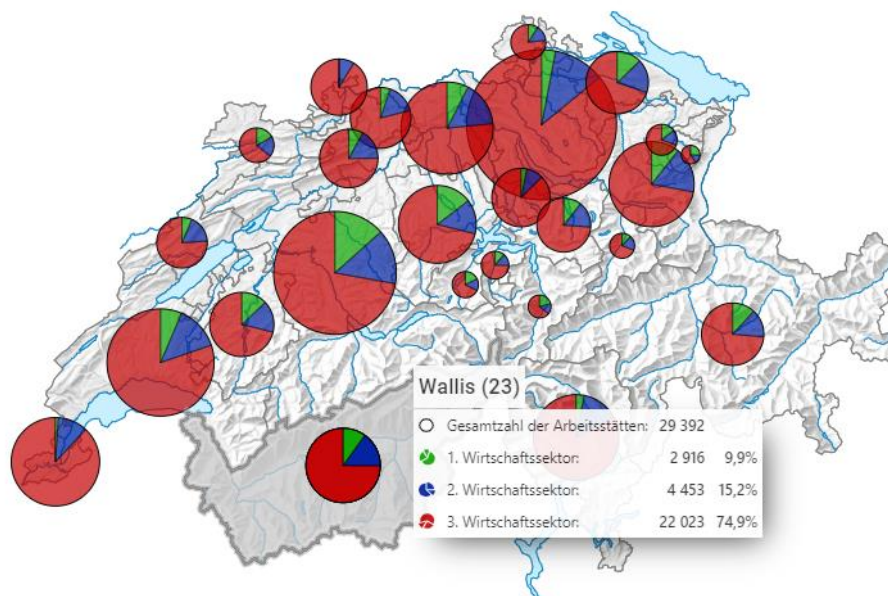 Wallis (23)
Gesamtzahl der Arbeitsstätten: 29 392
1. Wirtschaftssektor: 2 916 9,9%
2. Wirtschaftssektor: 4 453 15,2%
3. Wirtschaftssektor: 22 023 74,9%